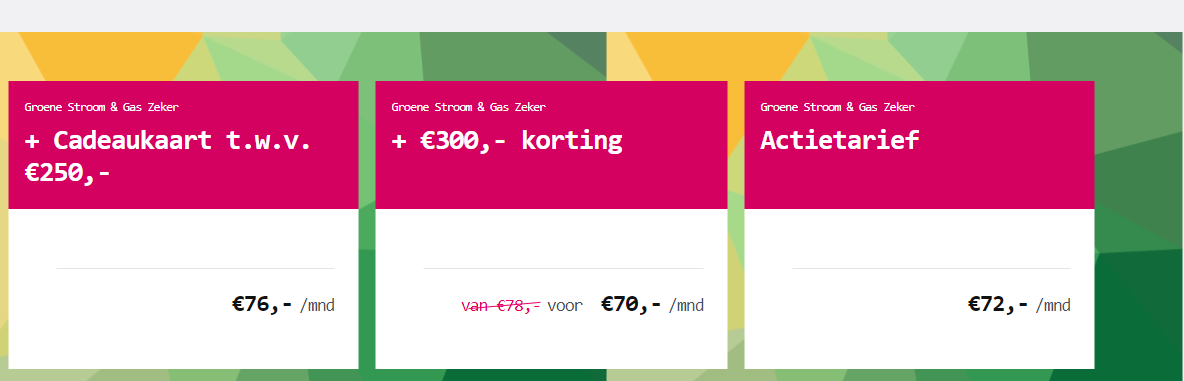 Groene Stroom & Gas Zeker
+ Cadeaukaart t.w.v.
€250,-
€76,- /mnd
Groene Stroom & Gas Zeker
+ €300,- korting
van €78,- voor €70,- /mnd
Groene Stroom & Gas Zeker
Actietarief
€72,- /mnd